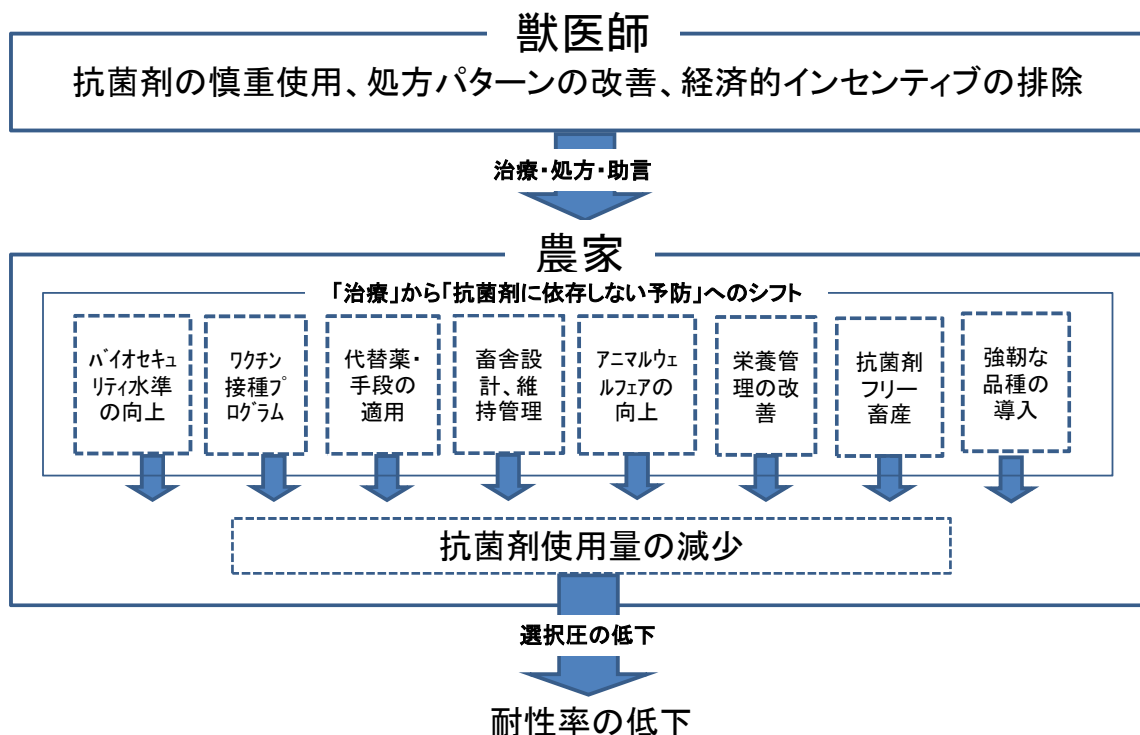 獣医師
抗菌剤の慎重使用、処方パターンの改善、経済的インセンティブの排除
治療・処方・助言
農家
「治療」から「抗菌剤に依存しない予防」へのシフト
バイオセキュ
リティ水準
の向上
ワクチン
接種プ
ログラム
代替薬・
手段の
適用
畜舎設
計、維
持管理
アニマルウェ
ルフェアの
向上
栄養管
理の改
善
抗菌剤
フリー
畜産
強靭な
品種の
導入
抗菌剤使用量の減少
選択圧の低下
耐性率の低下